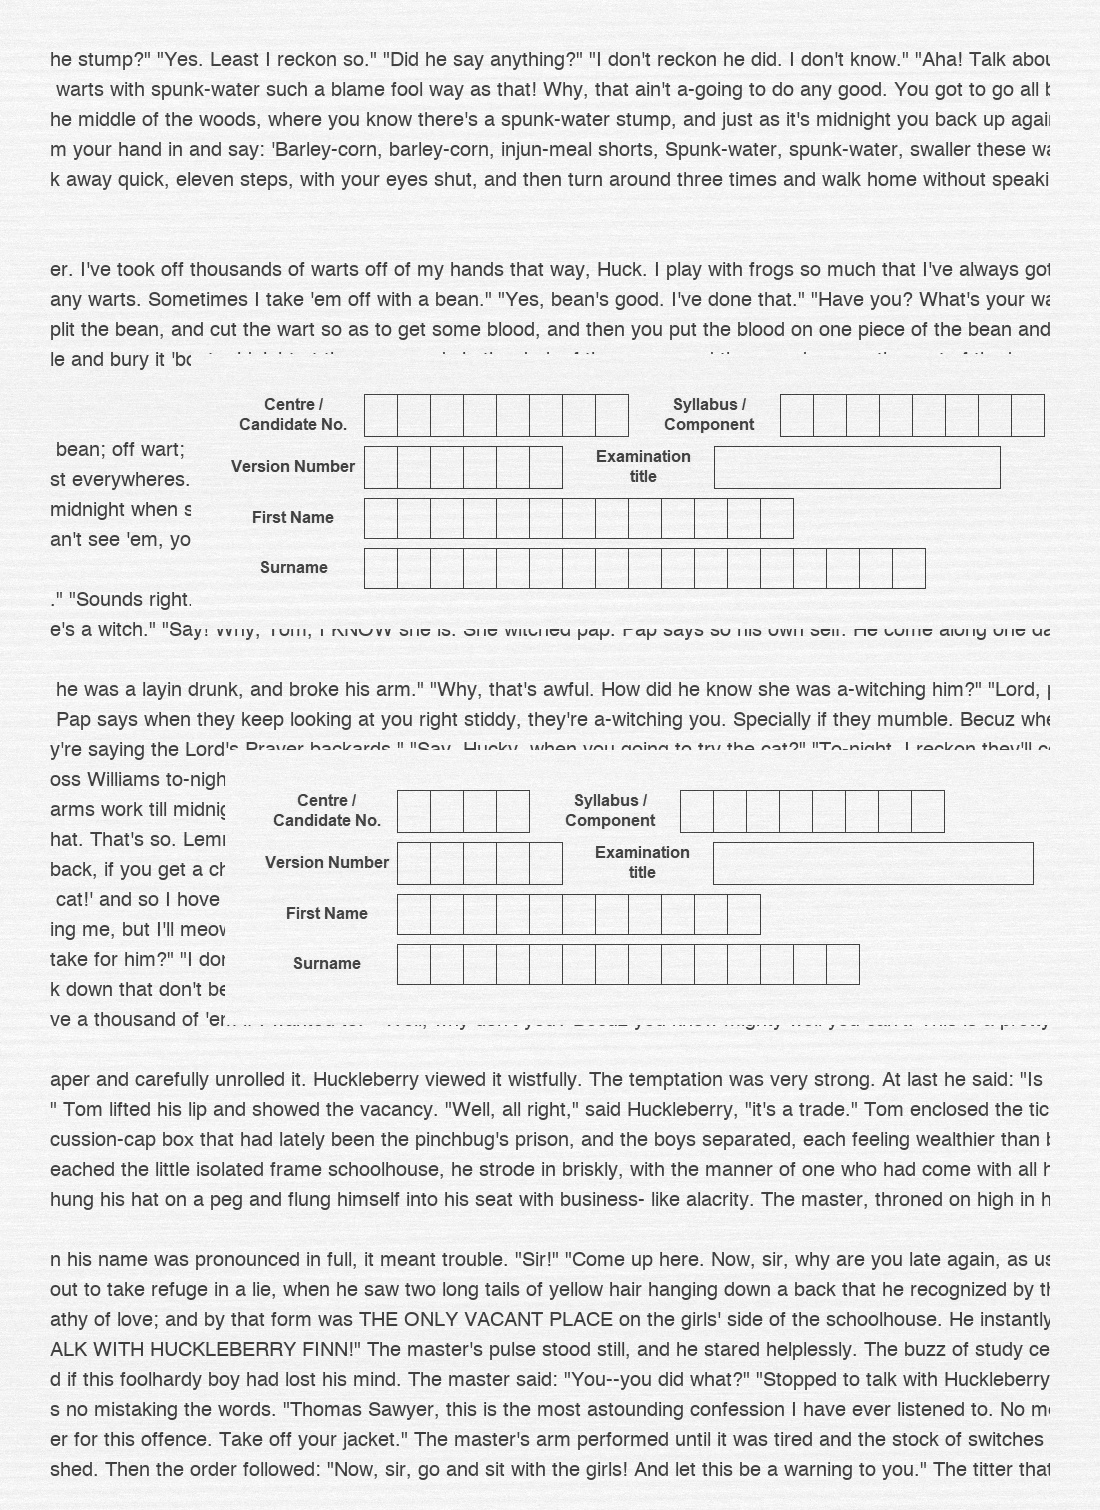 he stump?" "Yes. Least I reckon so." "Did he say anything?" "I don't reckon he did. I don't know." "Aha! Talk abou
warts with spunk-water such a blame fool way as that! Why, that ain't a-going to do any good. You got to go all b
he middle of the woods, where you know there's a spunk-water stump, and just as it's midnight you back up agai
m your hand in and say: 'Barley-corn, barley-corn, injun-meal shorts, Spunk-water, spunk-water, swaller these wa
k away quick, eleven steps, with your eyes shut, and then turn around three times and walk home without speaki
er. I've took off thousands of warts off of my hands that way, Huck. I play with frogs so much that I've always got
any warts. Sometimes I take 'em off with a bean." "Yes, bean's good. I've done that." "Have you? What's your wa
plit the bean, and cut the wart so as to get some blood, and then you put the blood on one piece of the bean and
le and bury it 'bo
Centre /
Candidate No.
Syllabus /
Component
bean; off wart;
Version Number
Examination
title
st everywheres.
midnight when s
First Name
an't see 'em, yo
Surname
." "Sounds right.
e's a witch." "Say! Why, Tom, I KNOW she is. She witched pap. Pap says so his own self. He come along one da
he was a layin drunk, and broke his arm." "Why, that's awful. How did he know she was a-witching him?" "Lord, p
Pap says when they keep looking at you right stiddy, they're a-witching you. Specially if they mumble. Becuz whe
y're saying the Lord's Prayer backards." "Say, Hucky, when you going to try the cat?" "To-night. I reckon they'll co
oss Williams to-nigh
arms work till midnig
Centre /
Candidate No.
Syllabus /
Component
hat. That's so. Lem
back, if you get a ch
Version Number
Examination
title
cat!' and so I hove
ing me, but I'll meow
First Name
take for him?" "I don
Surname
k down that don't be
ve a thousand of 'em
aper and carefully unrolled it. Huckleberry viewed it wistfully. The temptation was very strong. At last he said: "Is
" Tom lifted his lip and showed the vacancy. "Well, all right," said Huckleberry, "it's a trade." Tom enclosed the tic
cussion-cap box that had lately been the pinchbug's prison, and the boys separated, each feeling wealthier than b
eached the little isolated frame schoolhouse, he strode in briskly, with the manner of one who had come with all h
hung his hat on a peg and flung himself into his seat with business- like alacrity. The master, throned on high in h
n his name was pronounced in full, it meant trouble. "Sir!" "Come up here. Now, sir, why are you late again, as us
out to take refuge in a lie, when he saw two long tails of yellow hair hanging down a back that he recognized by th
athy of love; and by that form was THE ONLY VACANT PLACE on the girls' side of the schoolhouse. He instantly
ALK WITH HUCKLEBERRY FINN!" The master's pulse stood still, and he stared helplessly. The buzz of study ce
d if this foolhardy boy had lost his mind. The master said: "You--you did what?" "Stopped to talk with Huckleberry
s no mistaking the words. "Thomas Sawyer, this is the most astounding confession I have ever listened to. No mo
er for this offence. Take off your jacket." The master's arm performed until it was tired and the stock of switches
shed. Then the order followed: "Now, sir, go and sit with the girls! And let this be a warning to you." The titter that